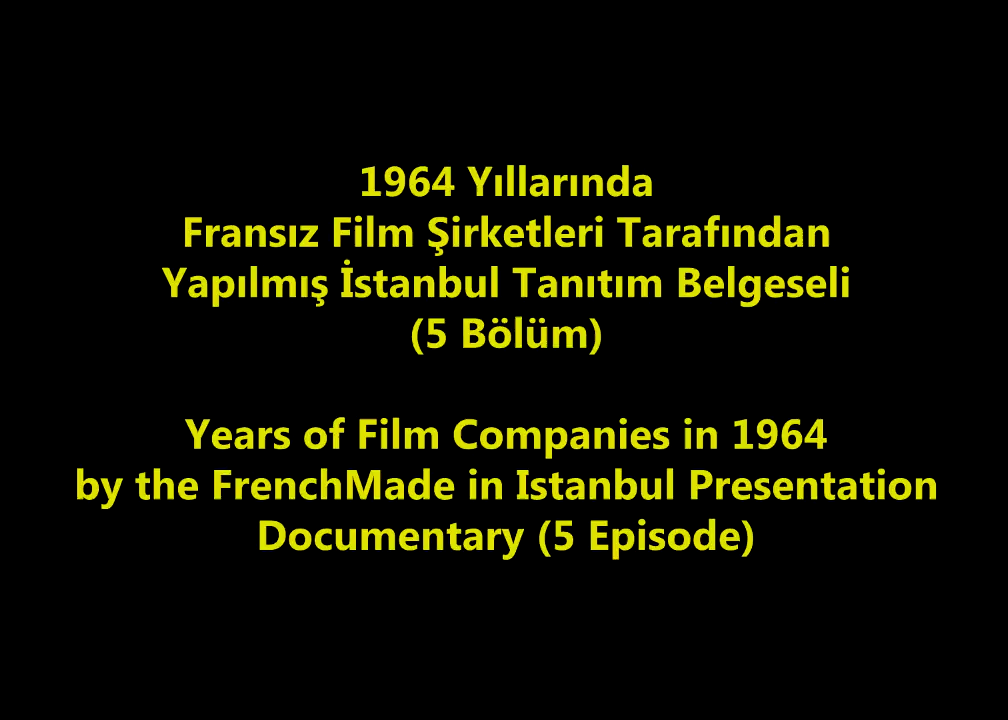 1964 Yıllarında
Fransız Film Şirketleri Tarafından
Yapılmış İstanbul Tanıtım Belgeseli
(5 Bölüm)
Years of Film Companies in 1964
by the FrenchMade in Istanbul Presentation
Documentary (5 Episode)